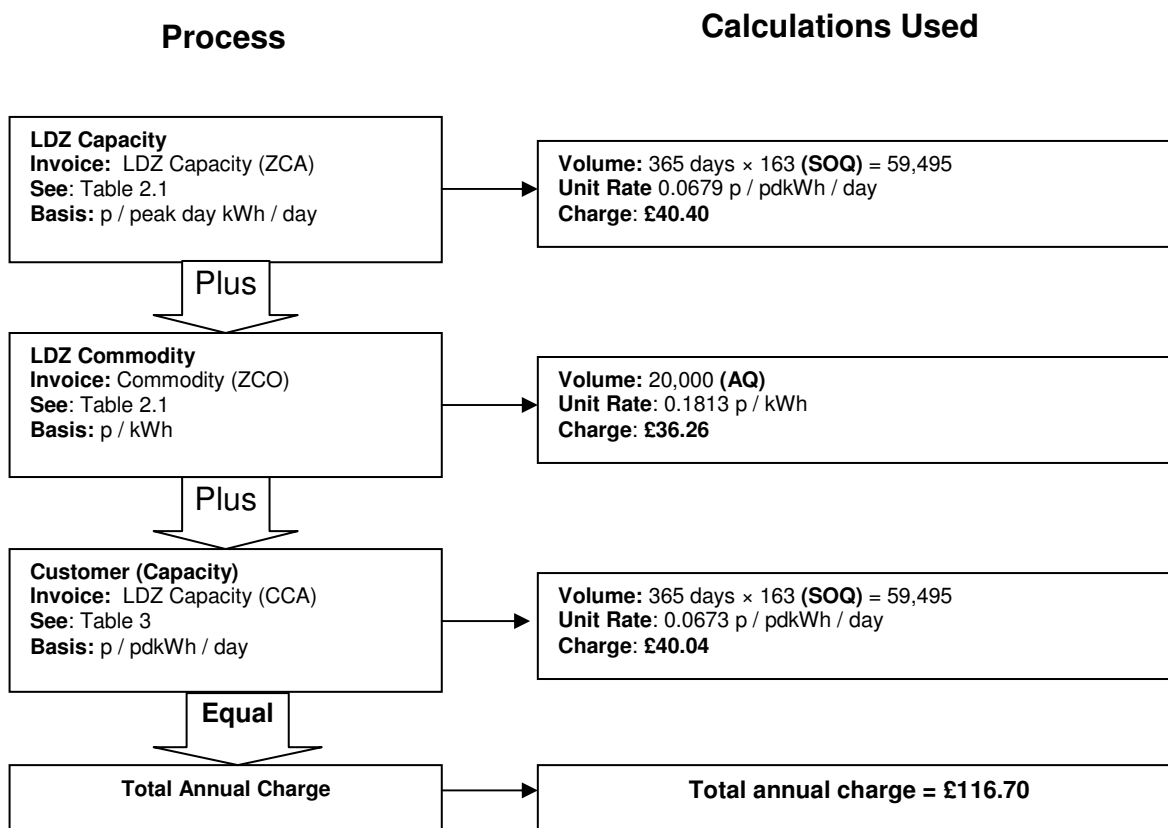 Process
Calculations Used
LDZ Capacity
Invoice: LDZ Capacity (ZCA)
See: Table 2.1
Basis: p / peak day kWh / day
Volume: 365 days × 163 (SOQ) = 59,495
Unit Rate 0.0679 p / pdkWh / day
Charge: £40.40
Plus
LDZ Commodity
Invoice: Commodity (ZCO)
See: Table 2.1
Basis: p / kWh
Volume: 20,000 (AQ)
Unit Rate: 0.1813 p / kWh
Charge: £36.26
Plus
Customer (Capacity)
Invoice: LDZ Capacity (CCA)
See: Table 3
Basis: p / pdkWh / day
Volume: 365 days × 163 (SOQ) = 59,495
Unit Rate: 0.0673 p / pdkWh / day
Charge: £40.04
Equal
Total Annual Charge
Total annual charge = £116.70